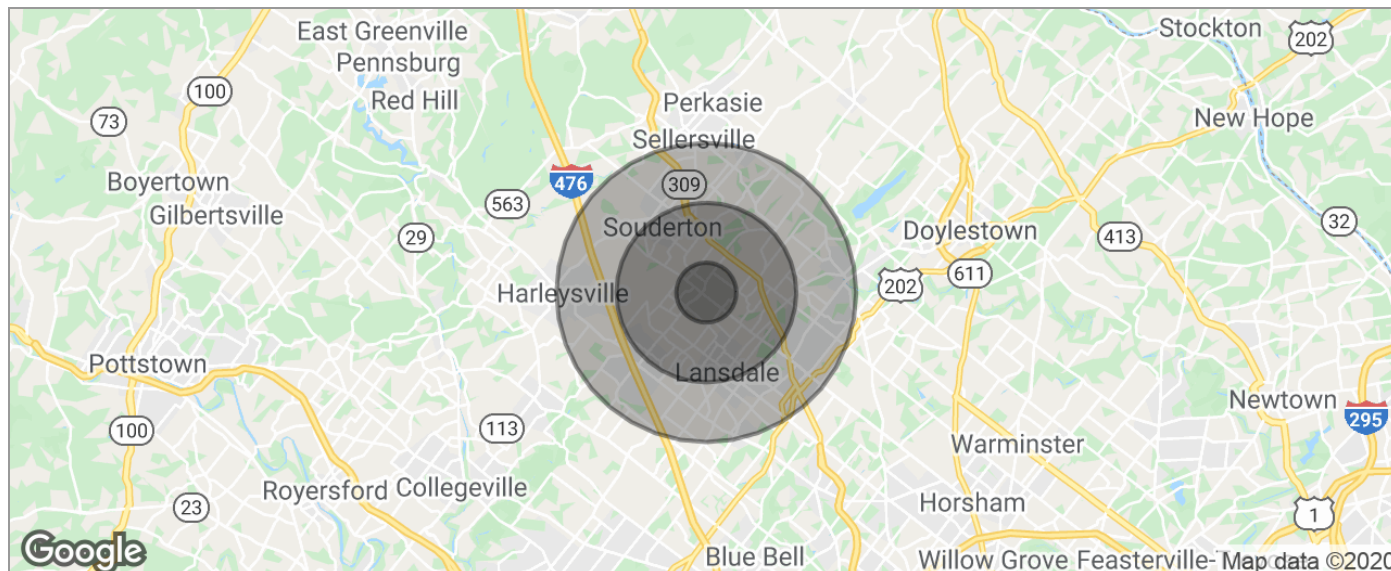 East Greenville
Stockton
202
Pennsburg
100
Red Hill
Perkasie
73
New Hope
Sellersville
Boyertown
476
309
563
Gilbertsville
32
Souderton
Doylestown
29
413
611
202
Harleysville
Pottstown
Lansdale
Newtown
295
100
113
Warminster
Royersford
Collegeville
23
Horsham
1
Google
Blue Bell
Willow Grove
Feasterville-
Map data ©2020